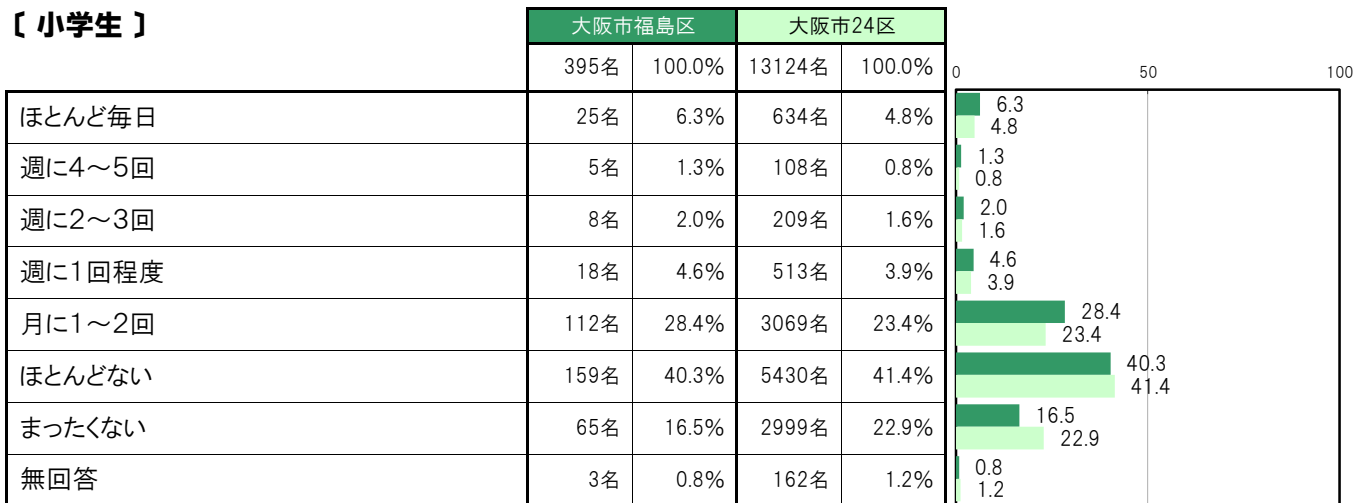 〔 小学生 〕
大阪市福島区 大阪市24区
395名 100.0% 13124名 100.0%
0 50 100
ほとんど毎日 25名 6.3% 634名 4.8% 6.3
4.8
週に4～5回 5名 1.3% 108名 0.8% 1.3
0.8
週に2～3回 8名 2.0% 209名 1.6% 2.0
1.6
週に1回程度 18名 4.6% 513名 3.9% 4.6
3.9
月に1～2回 112名 28.4% 3069名 23.4% 28.4
23.4
ほとんどない 159名 40.3% 5430名 41.4% 40.3
41.4
まったくない 65名 16.5% 2999名 22.9% 16.5
22.9
無回答 3名 0.8% 162名 1.2% 0.8
1.2